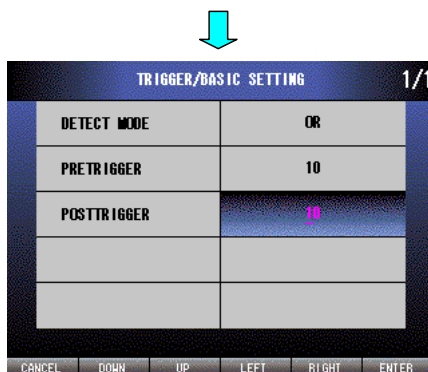 TRIGGER/BASIC SETTING 1/1
DETECT MODE OR
PRETRIGGER 10
POSTTRIGGER 10
CANCEL DOWN UP LEFT RIGHT ENTER